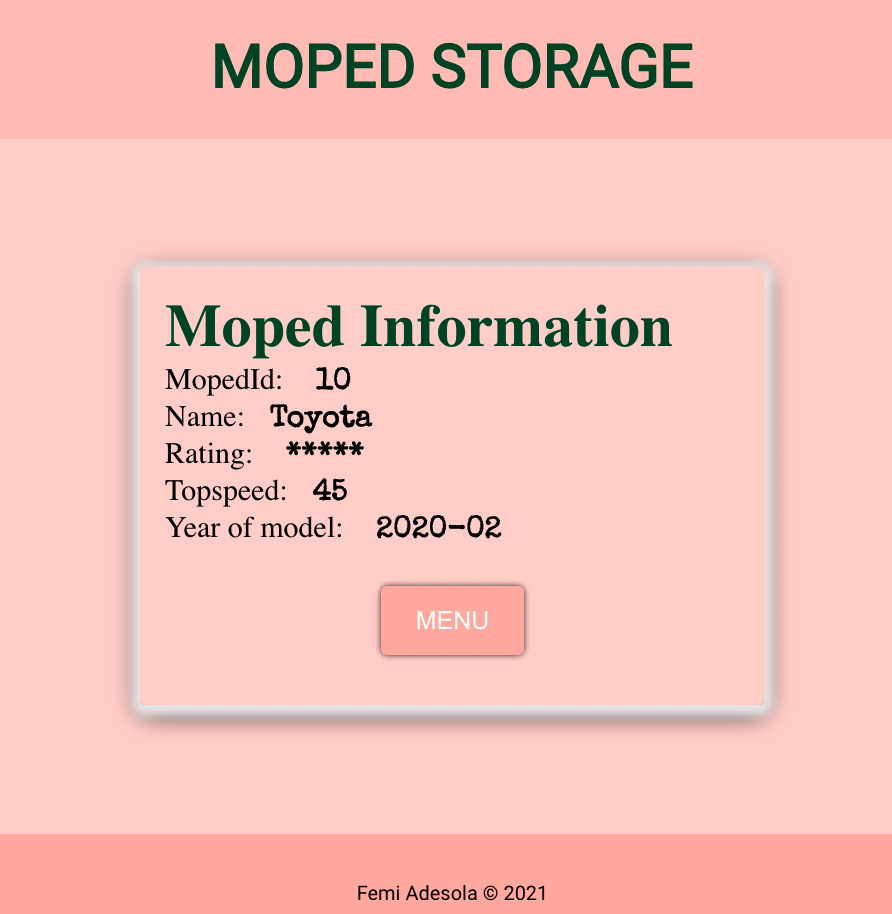 MOPED STORAGE
Moped Information
MopedId: 10
Name: Toyota
Rating: *****
Topspeed: 45
Year of model: 2020-02
MENU
Femi Adesola © 2021